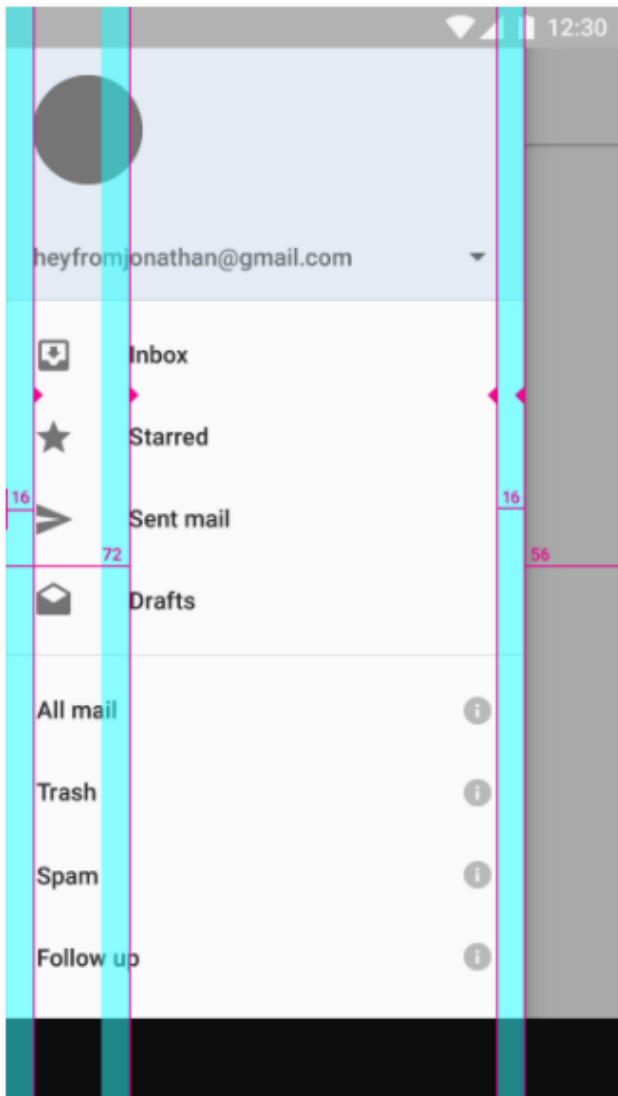 12:30
heyfromjonathan@gmail.com
Inbox
Starred
16
16
Sent mail
72
56
Drafts
All mail
Trash
Spam
Follow up